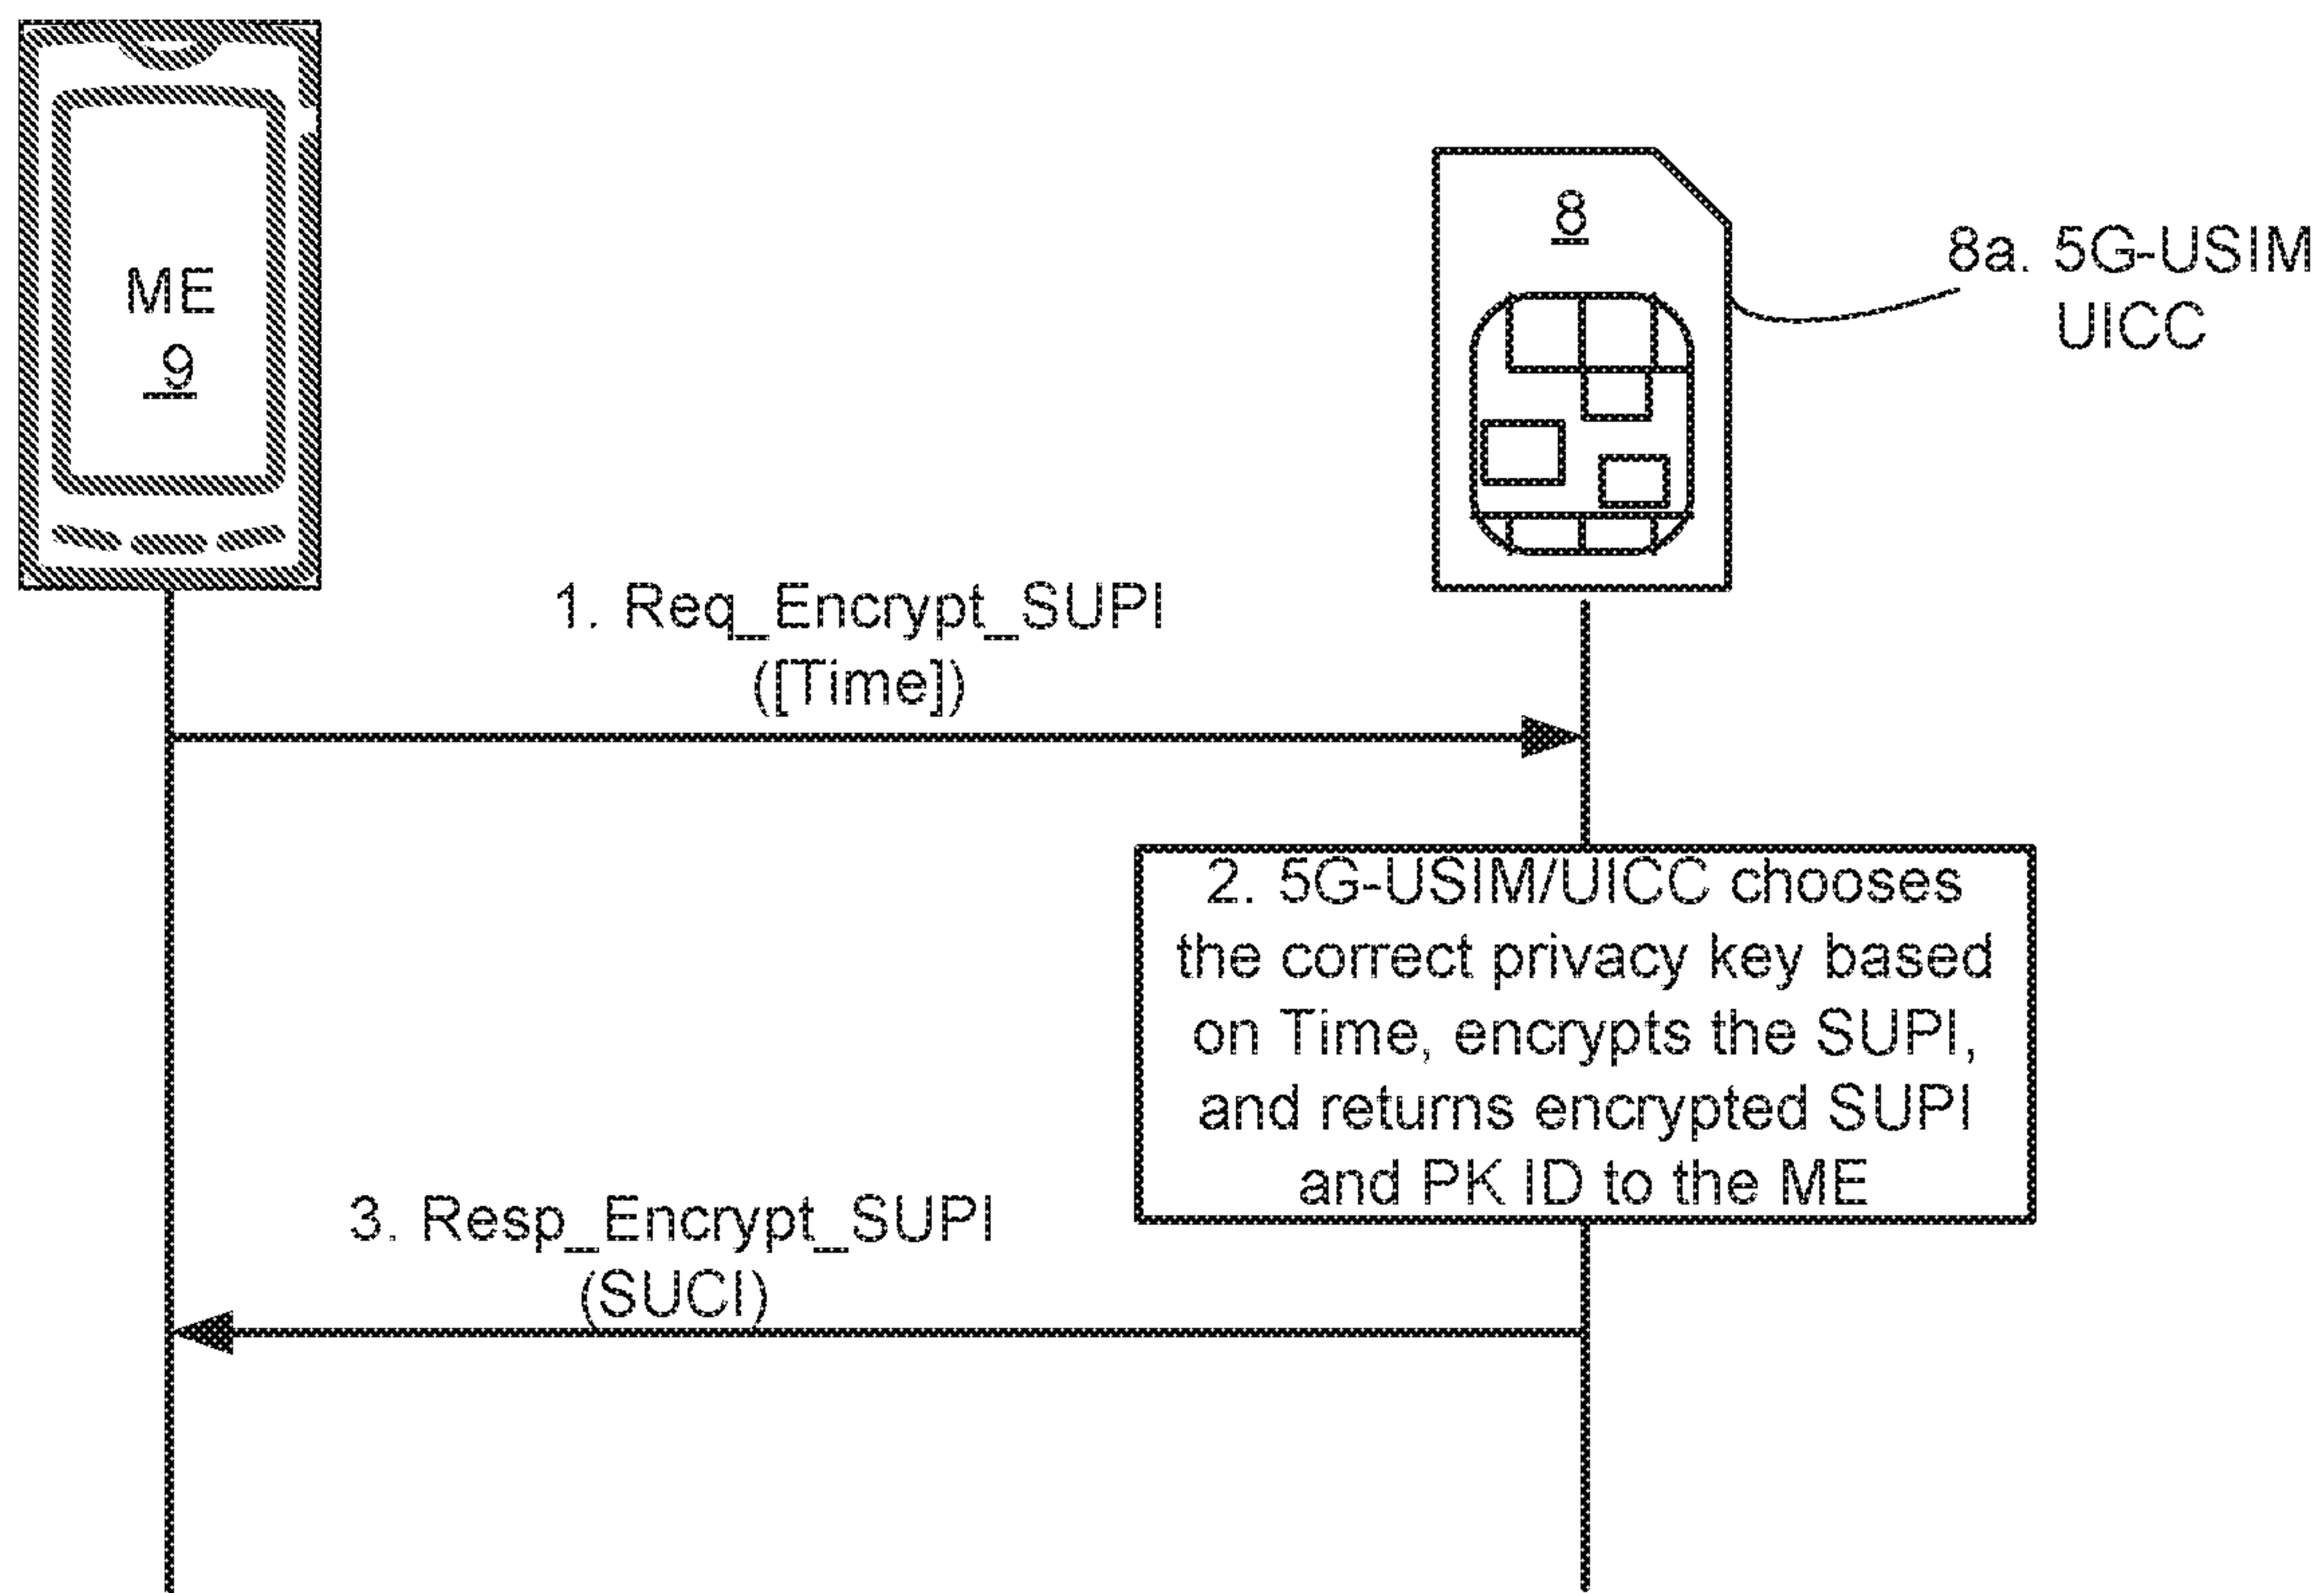 ME
9
8
8a. 5G-USIM
UICC
1. Req_Encrypt_SUPI
([Time])
2. 5G-USIM/UICC chooses
the correct privacy key based
on Time, encrypts the SUPI,
and returns encrypted SUPI
and PK ID to the ME
3. Resp_Encrypt_SUPI
(SUCI)